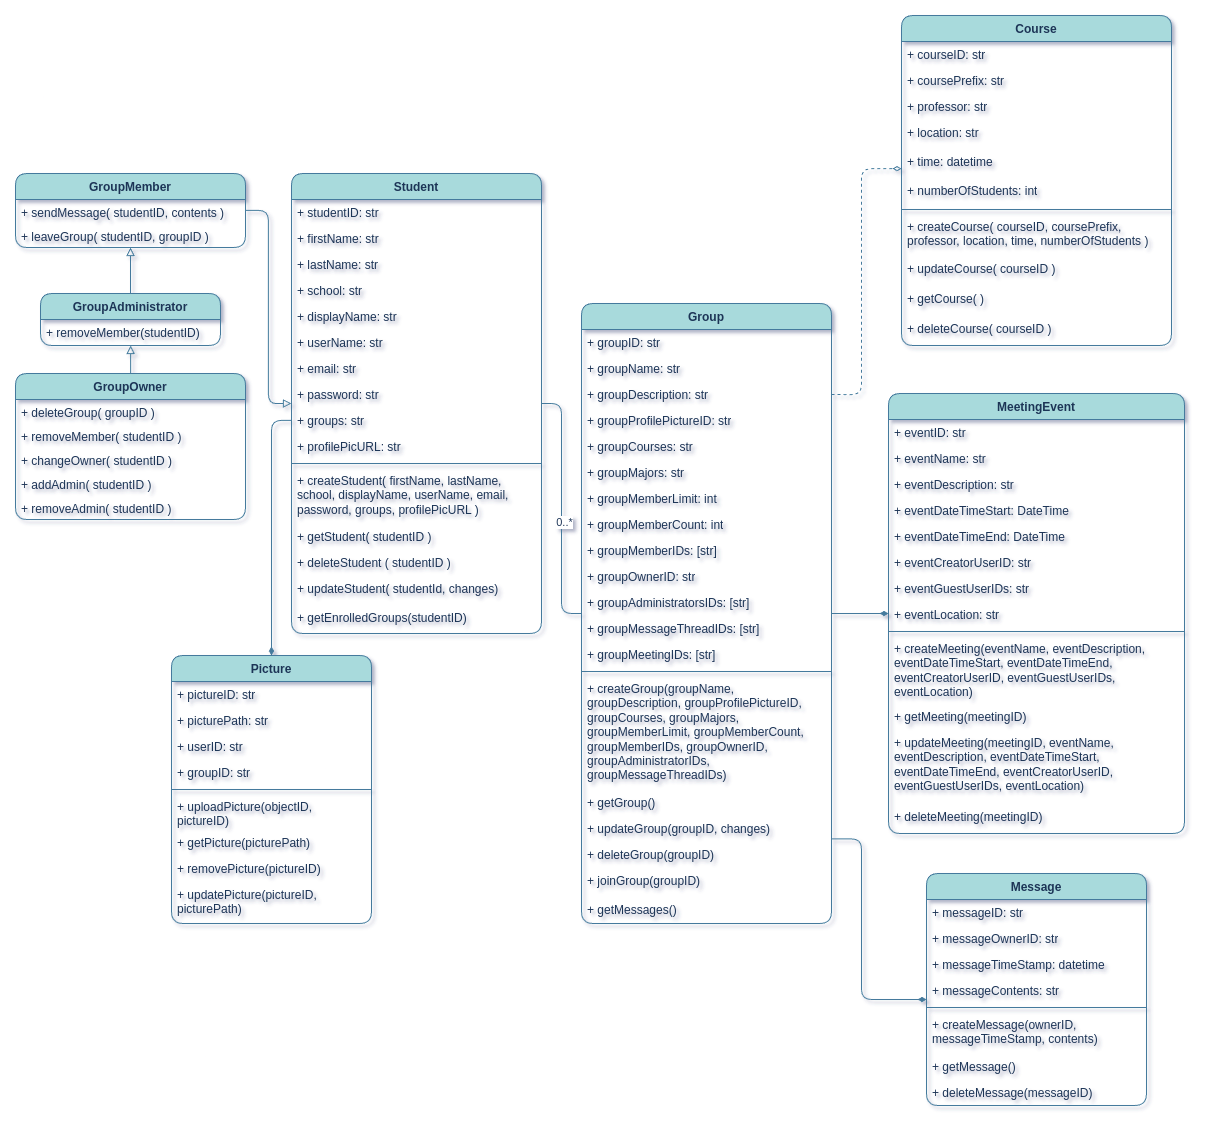 Course
+ courseID: str
+ coursePrefix: str
+ professor: str
+ location: str
+ time: datetime
+ numberOfStudents: int
+ createCourse( courseID, coursePrefix,
professor, location, time, numberOfStudents )
+ updateCourse( courseID )
+ getCourse( )
+ deleteCourse( courseID )
GroupMember
+ sendMessage( studentID, contents )
+ leaveGroup( studentID, groupID )
GroupAdministrator
+ removeMember(studentID)
GroupOwner
+ deleteGroup( groupID )
+ removeMember( studentID )
+ changeOwner( studentID )
+ addAdmin( studentID )
+ removeAdmin( studentID )
Student
+ studentID: str
+ firstName: str
+ lastName: str
+ school: str
+ displayName: str
+ userName: str
+ email: str
+ password: str
+ groups: str
+ profilePicURL: str
+ createStudent( firstName, lastName,
school, displayName, userName, email,
password, groups, profilePicURL )
+ getStudent( studentID )
+ deleteStudent ( studentID )
+ updateStudent( studentId, changes)
+ getEnrolledGroups(studentID)
0..*
Group
+ groupID: str
+ groupName: str
+ groupDescription: str
+ groupProfilePictureID: str
+ groupCourses: str
+ groupMajors: str
+ groupMemberLimit: int
+ groupMemberCount: int
+ groupMemberIDs: [str]
+ groupOwnerID: str
+ groupAdministratorsIDs: [str]
+ groupMessageThreadIDs: [str]
+ groupMeetingIDs: [str]
+ createGroup(groupName,
groupDescription, groupProfilePictureID,
groupCourses, groupMajors,
groupMemberLimit, groupMemberCount,
groupMemberIDs, groupOwnerID,
groupAdministratorIDs,
groupMessageThreadIDs)
+ getGroup()
+ updateGroup(groupID, changes)
+ deleteGroup(groupID)
+ joinGroup(groupID)
+ getMessages()
MeetingEvent
+ eventID: str
+ eventName: str
+ eventDescription: str
+ eventDateTimeStart: DateTime
+ eventDateTimeEnd: DateTime
+ eventCreatorUserID: str
+ eventGuestUserIDs: str
+ eventLocation: str
+ createMeeting(eventName, eventDescription,
eventDateTimeStart, eventDateTimeEnd,
eventCreatorUserID, eventGuestUserIDs,
eventLocation)
+ getMeeting(meetingID)
+ updateMeeting(meetingID, eventName,
eventDescription, eventDateTimeStart,
eventDateTimeEnd, eventCreatorUserID,
eventGuestUserIDs, eventLocation)
+ deleteMeeting(meetingID)
Picture
+ pictureID: str
+ picturePath: str
+ userID: str
+ groupID: str
+ uploadPicture(objectID,
pictureID)
+ getPicture(picturePath)
+ removePicture(pictureID)
+ updatePicture(pictureID,
picturePath)
Message
+ messageID: str
+ messageOwnerID: str
+ messageTimeStamp: datetime
+ messageContents: str
+ createMessage(ownerID,
messageTimeStamp, contents)
+ getMessage()
+ deleteMessage(messageID)